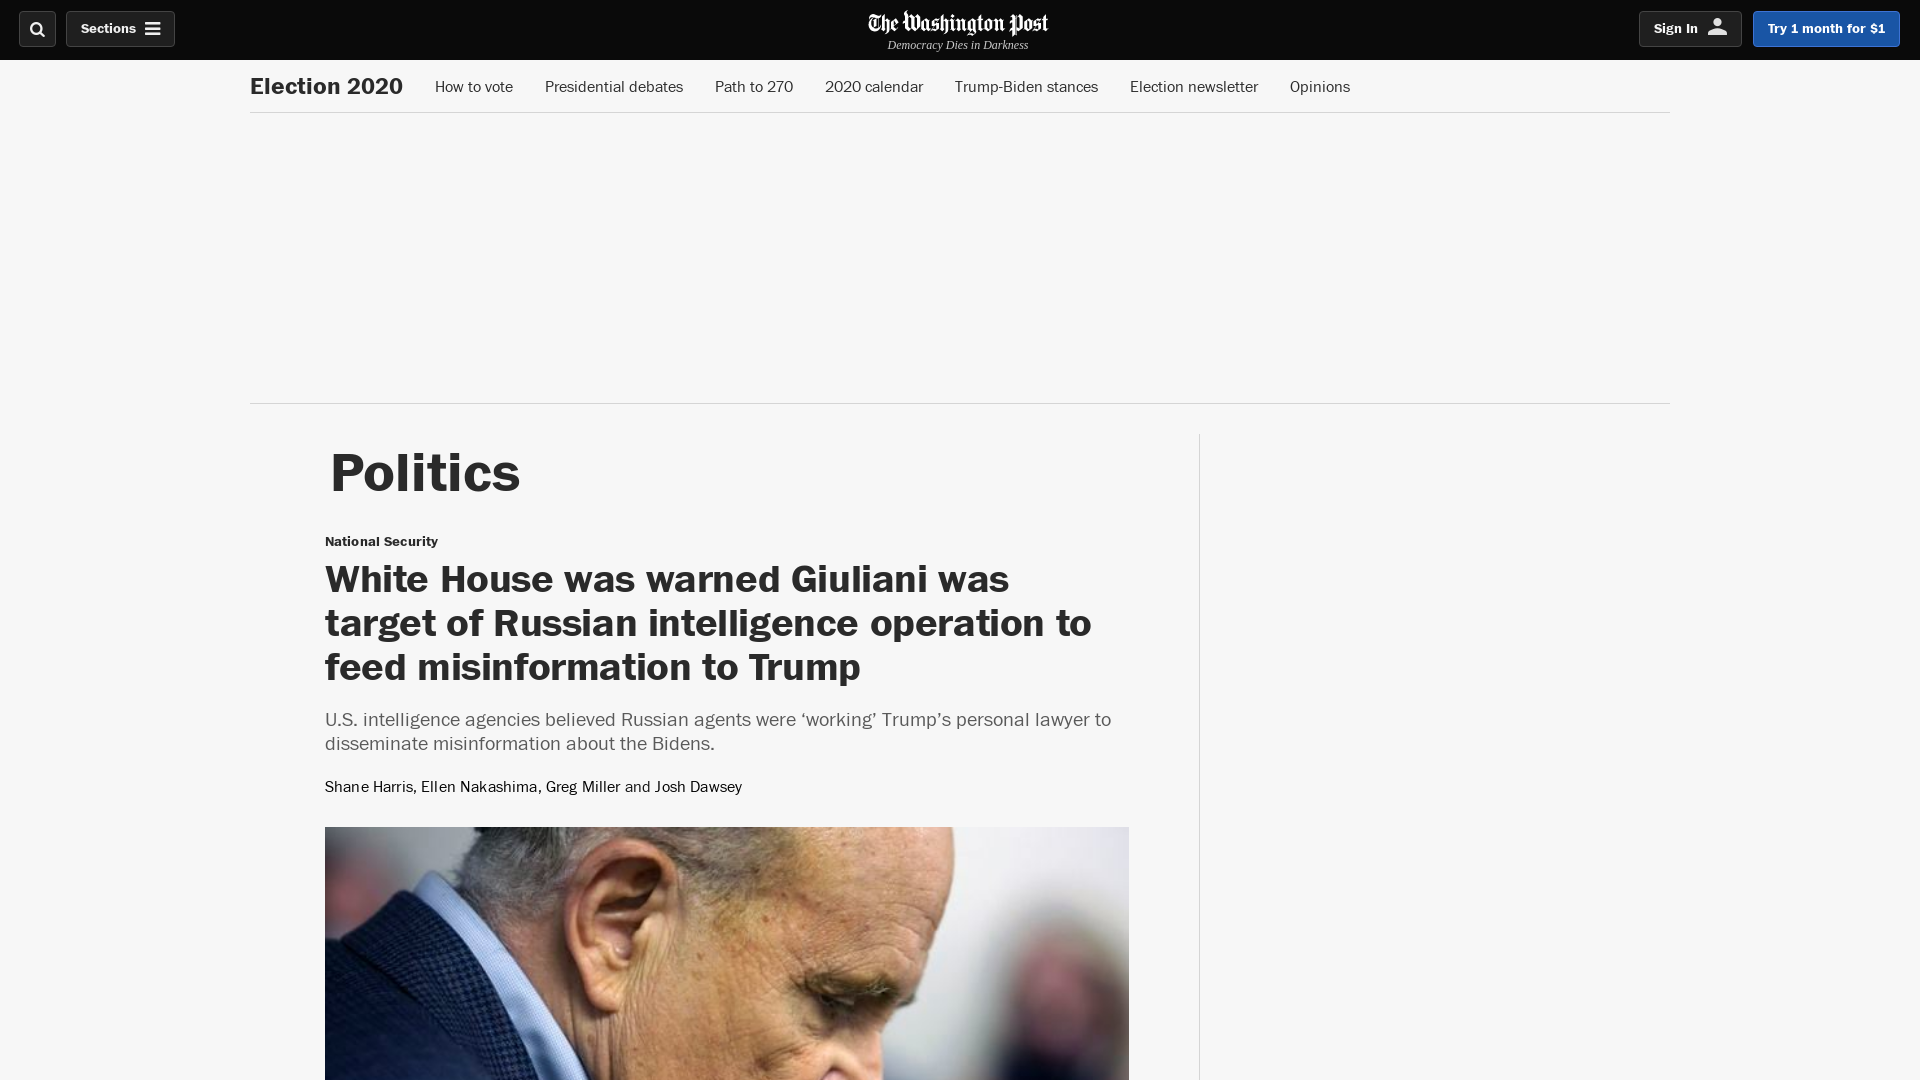 Sections
The Washington Post
Democracy Dies in Darkness
Sign In
Try 1 month for $1
Election 2020
How to vote
Presidential debates
Path to 270
2020 calendar
Trump-Biden stances
Election newsletter
Opinions
Politics
National Security
White House was warned Giuliani was
target of Russian intelligence operation to
feed misinformation to Trump
U.S. intelligence agencies believed Russian agents were ‘working’ Trump’s personal lawyer to
disseminate misinformation about the Bidens.
Shane Harris, Ellen Nakashima, Greg Miller and Josh Dawsey